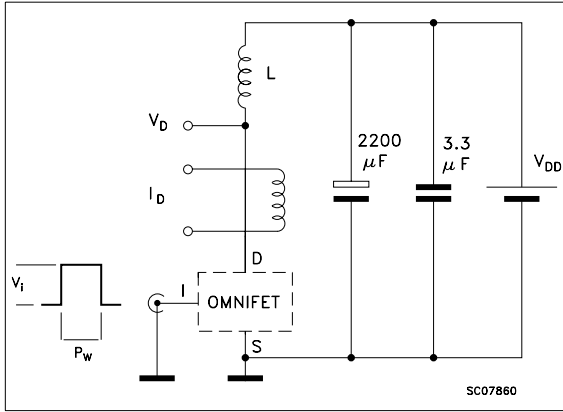 L
V_D
2200
μF
3.3
μF
V_DD
I_D
D
V_i
I
OMNIFET
P_W
S
SC07860